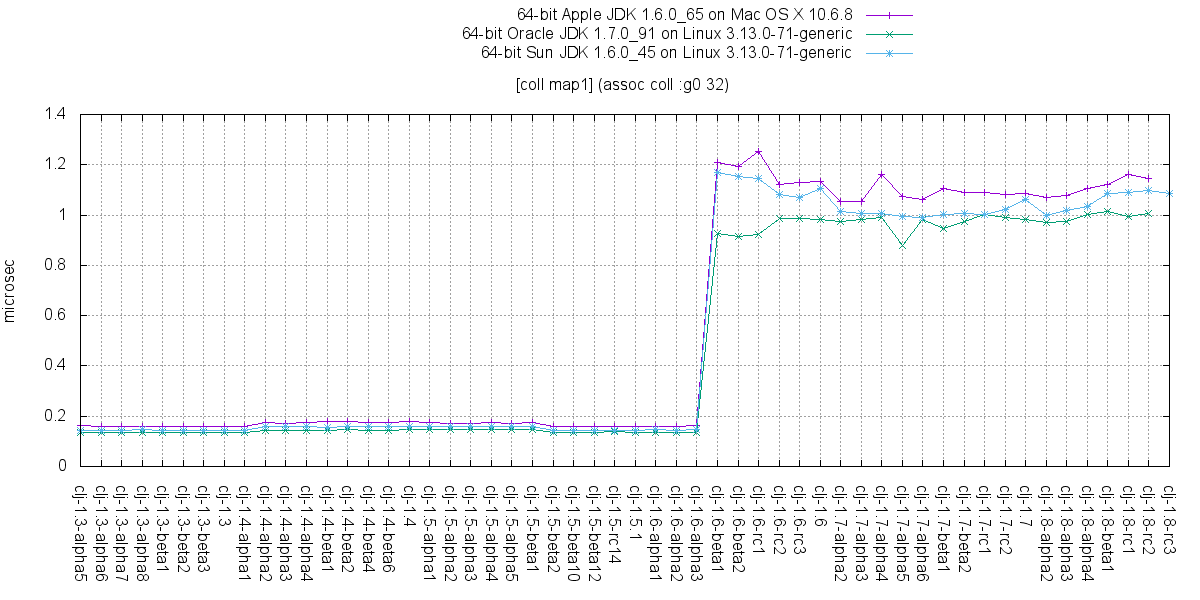 64-bit Apple JDK 1.6.0_65 on Mac OS X 10.6.8
64-bit Oracle JDK 1.7.0_91 on Linux 3.13.0-71-generic
64-bit Sun JDK 1.6.0_45 on Linux 3.13.0-71-generic
[coll map1] (assoc coll :g0 32)
microsec
1.4
1.2
1
0.8
0.6
0.4
0.2
0
clj-1.3-alpha5
clj-1.3-alpha6
clj-1.3-alpha7
clj-1.3-alpha8
clj-1.3-beta1
clj-1.3-beta2
clj-1.3-beta3
clj-1.3
clj-1.4-alpha1
clj-1.4-alpha2
clj-1.4-alpha3
clj-1.4-alpha4
clj-1.4-beta1
clj-1.4-beta2
clj-1.4-beta4
clj-1.4-beta6
clj-1.4
clj-1.5-alpha1
clj-1.5-alpha2
clj-1.5-alpha3
clj-1.5-alpha4
clj-1.5-alpha5
clj-1.5-beta1
clj-1.5-beta2
clj-1.5-beta10
clj-1.5-beta12
clj-1.5-rc14
clj-1.5.1
clj-1.6-alpha1
clj-1.6-alpha2
clj-1.6-alpha3
clj-1.6-beta1
clj-1.6-beta2
clj-1.6-rc1
clj-1.6-rc2
clj-1.6-rc3
clj-1.6
clj-1.7-alpha2
clj-1.7-alpha3
clj-1.7-alpha4
clj-1.7-alpha5
clj-1.7-alpha6
clj-1.7-beta1
clj-1.7-beta2
clj-1.7-rc1
clj-1.7-rc2
clj-1.7
clj-1.8-alpha2
clj-1.8-alpha3
clj-1.8-alpha4
clj-1.8-beta1
clj-1.8-rc1
clj-1.8-rc2
clj-1.8-rc3